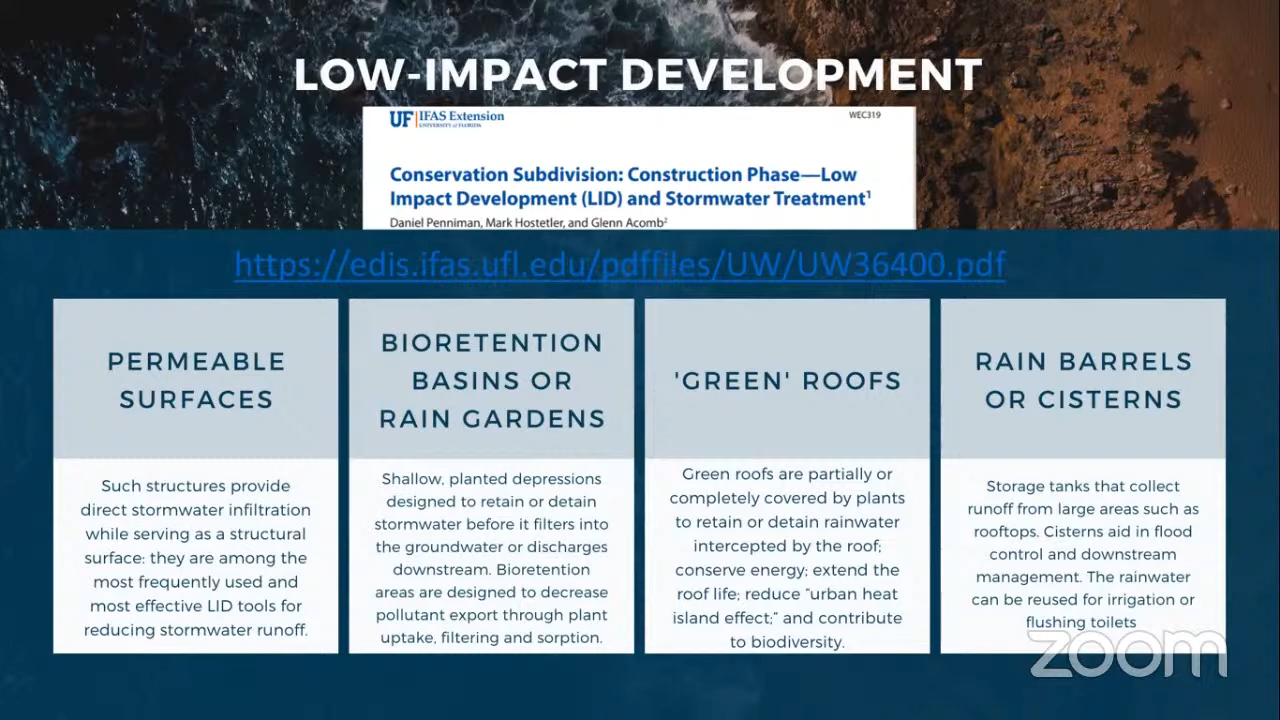 LOW-IMPACT DEVELOPMENT
UF IFAS Extension
UNIVERSITY of FLORIDA
WEC319
Conservation Subdivision: Construction Phase—Low
Impact Development (LID) and Stormwater Treatment¹
Daniel Penniman, Mark Hostetler, and Glenn Acomb²
https://edis.ifas.ufl.edu/pdffiles/UW/UW36400.pdf
PERMEABLE
SURFACES
Such structures provide
direct stormwater infiltration
while serving as a structural
surface: they are among the
most frequently used and
most effective LID tools for
reducing stormwater runoff.
BIORETENTION
BASINS OR
RAIN GARDENS
Shallow, planted depressions
designed to retain or detain
stormwater before it filters into
the groundwater or discharges
downstream. Bioretention
areas are designed to decrease
pollutant export through plant
uptake, filtering and sorption.
'GREEN' ROOFS
Green roofs are partially or
completely covered by plants
to retain or detain rainwater
intercepted by the roof;
conserve energy; extend the
roof life; reduce "urban heat
island effect;" and contribute
to biodiversity.
RAIN BARRELS
OR CISTERNS
Storage tanks that collect
runoff from large areas such as
rooftops. Cisterns aid in flood
control and downstream
management. The rainwater
can be reused for irrigation or
flushing toilets
zoom